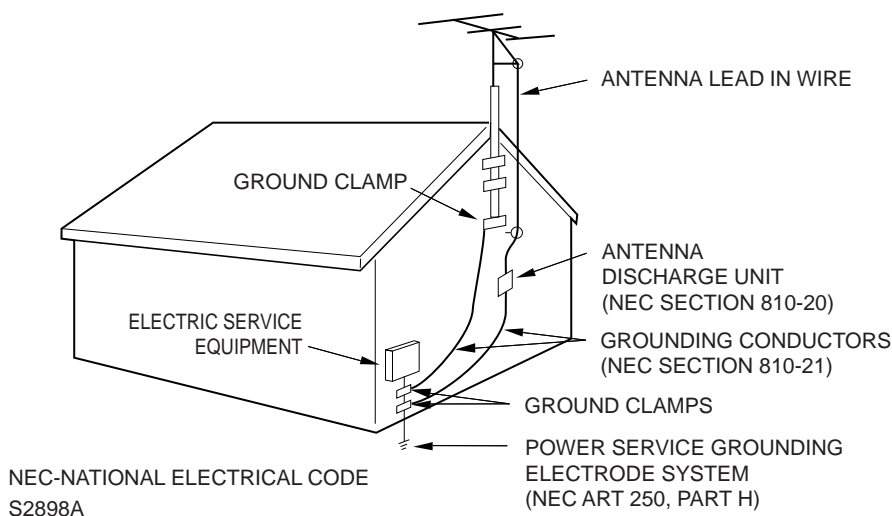 ANTENNA LEAD IN WIRE
GROUND CLAMP
ANTENNA
DISCHARGE UNIT
(NEC SECTION 810-20)
ELECTRIC SERVICE
EQUIPMENT
GROUNDING CONDUCTORS
(NEC SECTION 810-21)
GROUND CLAMPS
POWER SERVICE GROUNDING
ELECTRODE SYSTEM
(NEC ART 250, PART H)
NEC-NATIONAL ELECTRICAL CODE
S2898A